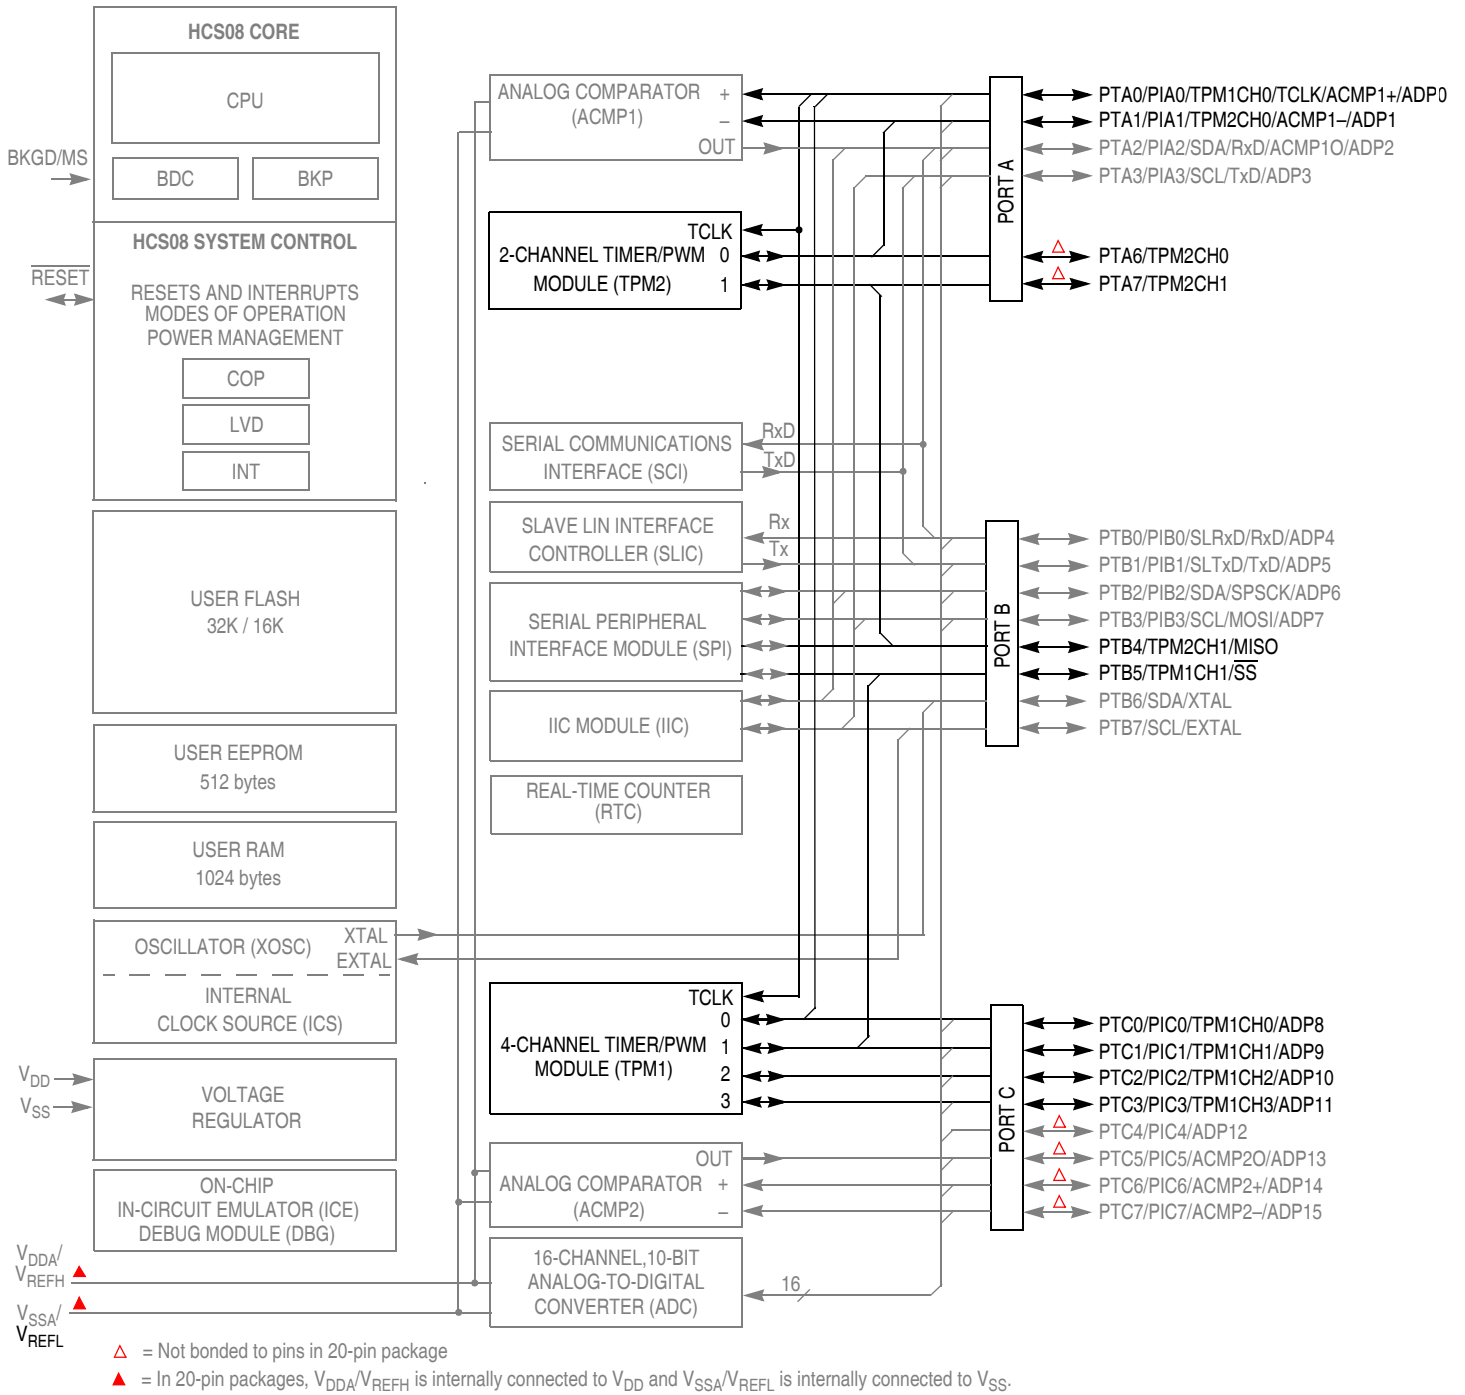 HCS08 CORE
CPU
BDC
BKP
BKGD/MS
HCS08 SYSTEM CONTROL
RESET
RESETS AND INTERRUPTS
MODES OF OPERATION
POWER MANAGEMENT
COP
LVD
INT
USER FLASH
32K / 16K
USER EEPROM
512 bytes
USER RAM
1024 bytes
OSCILLATOR (XOSC)
XTAL
EXTAL
INTERNAL
CLOCK SOURCE (ICS)
VDD
VSS
VOLTAGE
REGULATOR
ON-CHIP
IN-CIRCUIT EMULATOR (ICE)
DEBUG MODULE (DBG)
VDDA/
VREFH
VSSA/
VREFL
ANALOG COMPARATOR
(ACMP1)
+
–
OUT
TCLK
2-CHANNEL TIMER/PWM
MODULE (TPM2)
0
1
SERIAL COMMUNICATIONS
INTERFACE (SCI)
RxD
TxD
SLAVE LIN INTERFACE
CONTROLLER (SLIC)
Rx
Tx
SERIAL PERIPHERAL
INTERFACE MODULE (SPI)
IIC MODULE (IIC)
REAL-TIME COUNTER
(RTC)
TCLK
0
4-CHANNEL TIMER/PWM
MODULE (TPM1)
1
2
3
OUT
ANALOG COMPARATOR
(ACMP2)
+
–
16-CHANNEL,10-BIT
ANALOG-TO-DIGITAL
CONVERTER (ADC)
16
PORT A
PTA0/PIA0/TPM1CH0/TCLK/ACMP1+/ADP0
PTA1/PIA1/TPM2CH0/ACMP1–/ADP1
PTA2/PIA2/SDA/RxD/ACMP1O/ADP2
PTA3/PIA3/SCL/TxD/ADP3
PTA6/TPM2CH0
PTA7/TPM2CH1
PORT B
PTB0/PIB0/SLRxD/RxD/ADP4
PTB1/PIB1/SLTxD/TxD/ADP5
PTB2/PIB2/SDA/SPSCK/ADP6
PTB3/PIB3/SCL/MOSI/ADP7
PTB4/TPM2CH1/MISO
PTB5/TPM1CH1/SS
PTB6/SDA/XTAL
PTB7/SCL/EXTAL
PORT C
PTC0/PIC0/TPM1CH0/ADP8
PTC1/PIC1/TPM1CH1/ADP9
PTC2/PIC2/TPM1CH2/ADP10
PTC3/PIC3/TPM1CH3/ADP11
PTC4/PIC4/ADP12
PTC5/PIC5/ACMP2O/ADP13
PTC6/PIC6/ACMP2+/ADP14
PTC7/PIC7/ACMP2–/ADP15
△ = Not bonded to pins in 20-pin package
▲ = In 20-pin packages, VDDA/VREFH is internally connected to VDD and VSSA/VREFL is internally connected to VSS.